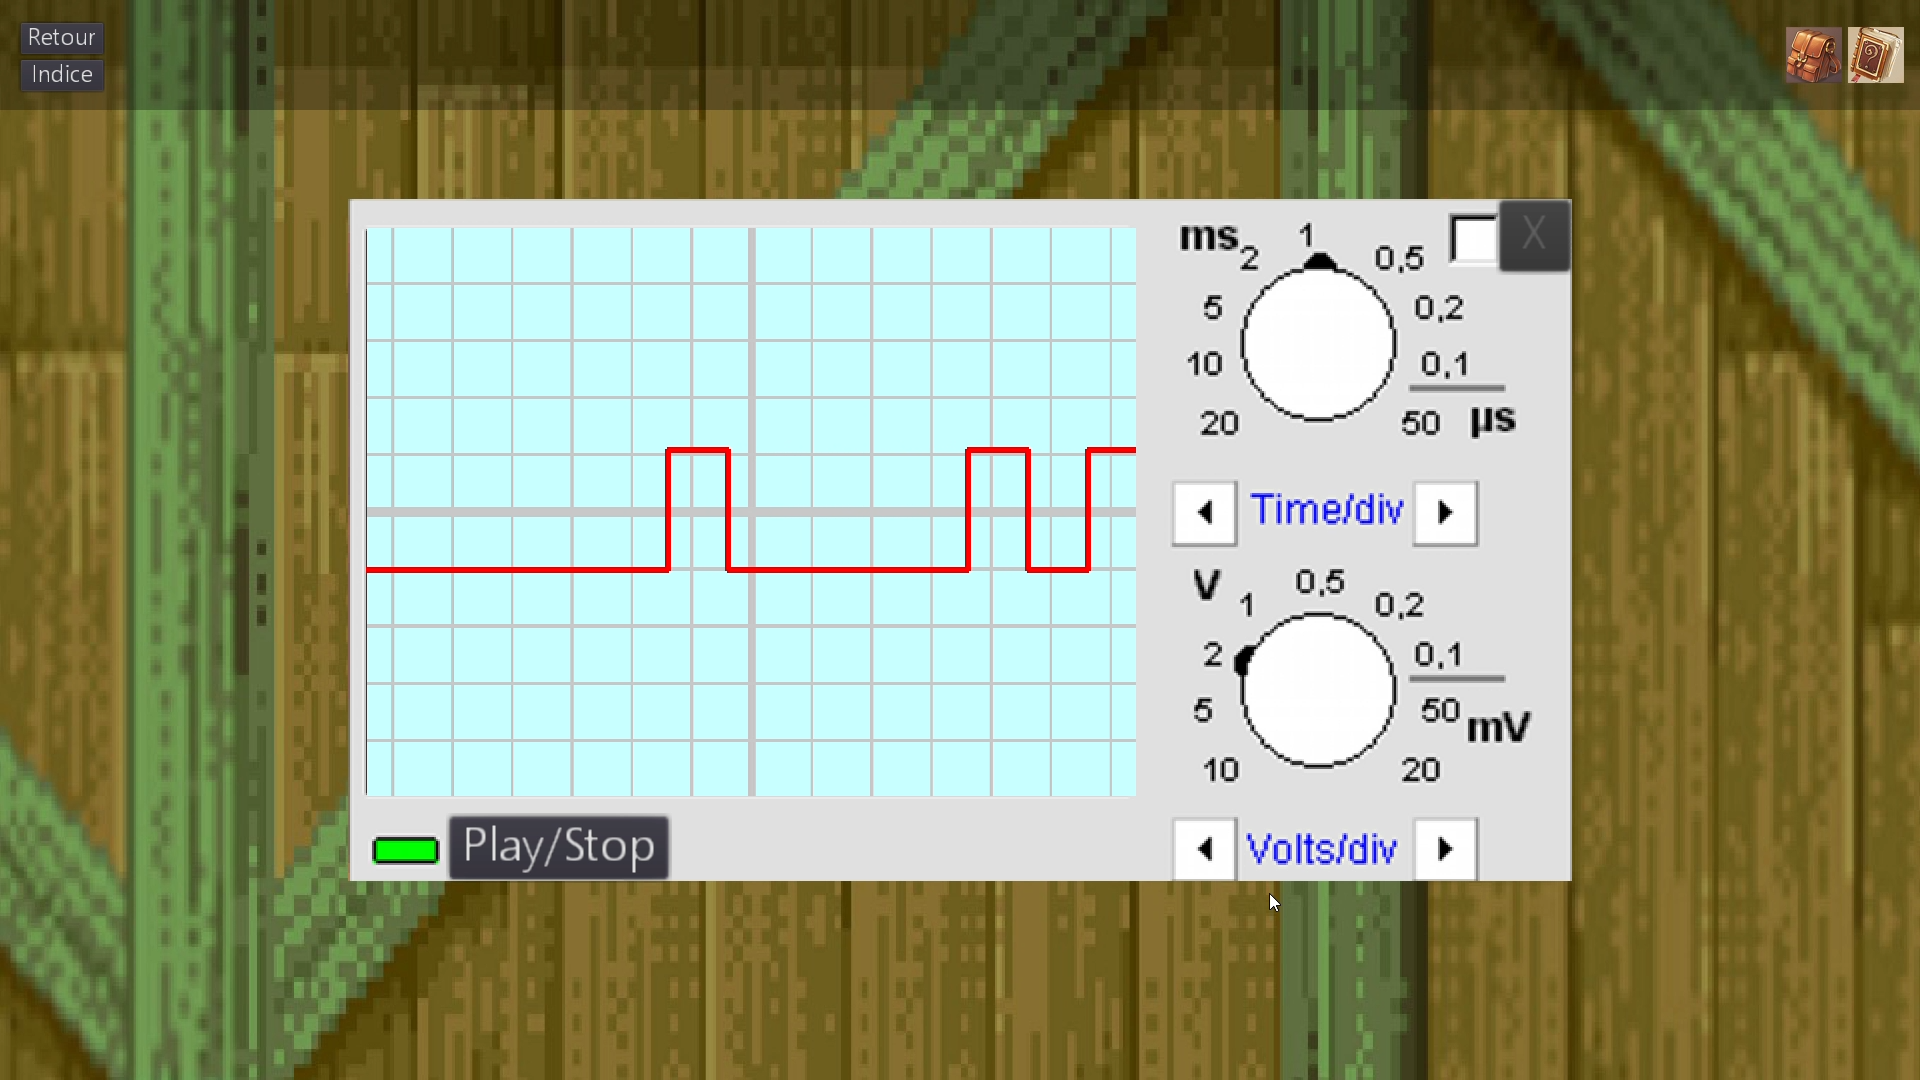 Retour
Indice
ms
2
1
0,5
X
5
0,2
10
0,1
20
50
µs
Time/div
V
1
0,5
0,2
2
0,1
5
50
mV
10
20
Volts/div
Play/Stop